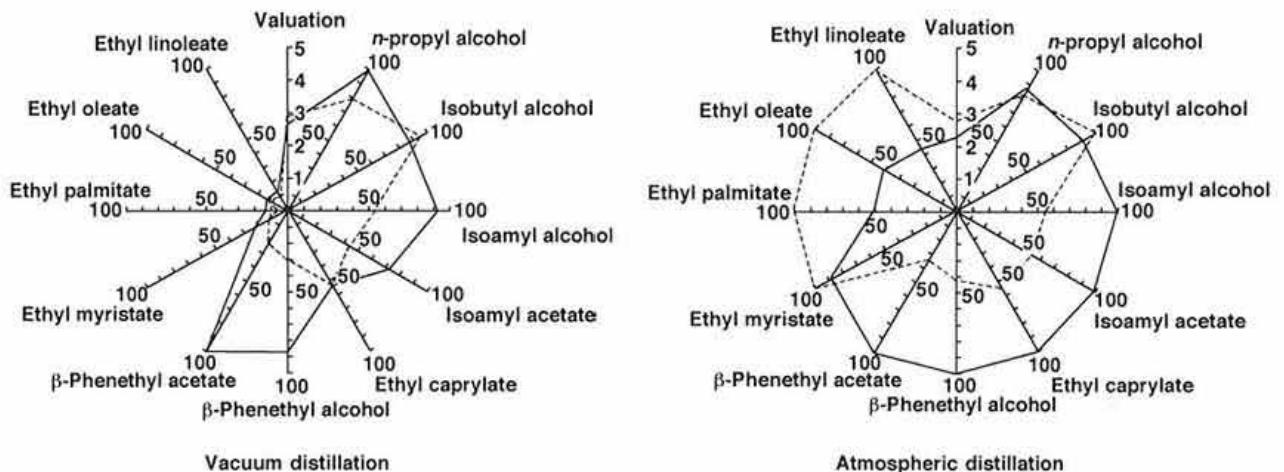 Valuation
5
4
3
2
1
n-propyl alcohol
100
50
Isobutyl alcohol
100
50
Isoamyl alcohol
100
50
Isoamyl acetate
100
50
Ethyl caprylate
100
50
β-Phenethyl alcohol
100
50
β-Phenethyl acetate
100
50
Ethyl myristate
100
50
Ethyl palmitate
100
50
Ethyl oleate
100
50
Ethyl linoleate
100
50
Vacuum distillation
Valuation
5
4
3
2
1
n-propyl alcohol
100
50
Isobutyl alcohol
100
50
Isoamyl alcohol
100
50
Isoamyl acetate
100
50
Ethyl caprylate
100
50
β-Phenethyl alcohol
100
50
β-Phenethyl acetate
100
50
Ethyl myristate
100
50
Ethyl palmitate
100
50
Ethyl oleate
100
50
Ethyl linoleate
100
50
Atmospheric distillation